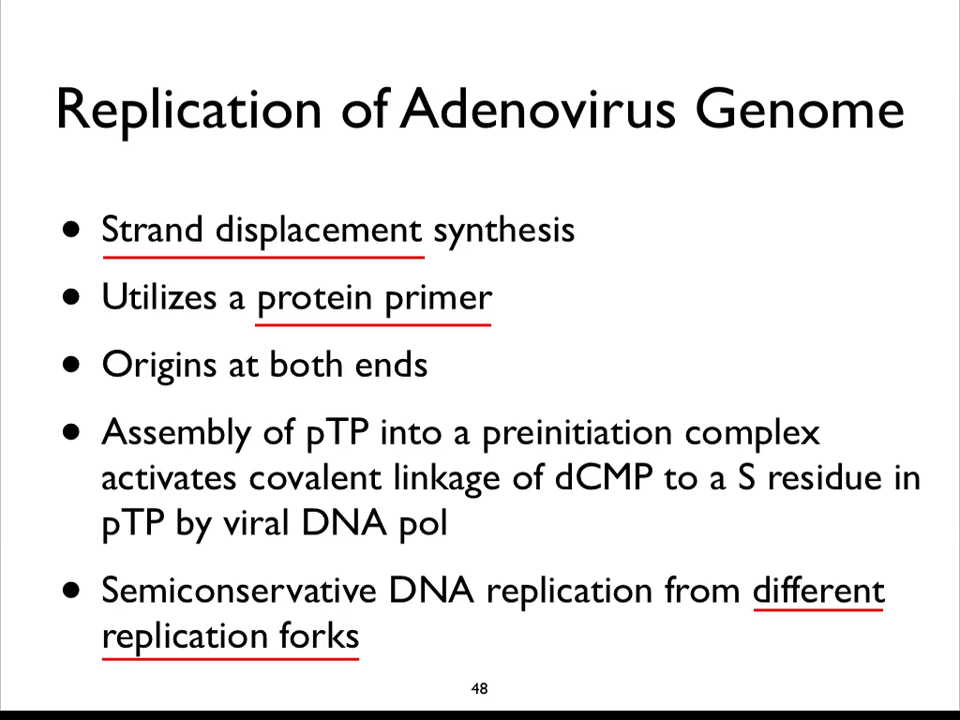 Replication of Adenovirus Genome
• Strand displacement synthesis
• Utilizes a protein primer
• Origins at both ends
• Assembly of pTP into a preinitiation complex
activates covalent linkage of dCMP to a S residue in
pTP by viral DNA pol
• Semiconservative DNA replication from different
replication forks
48